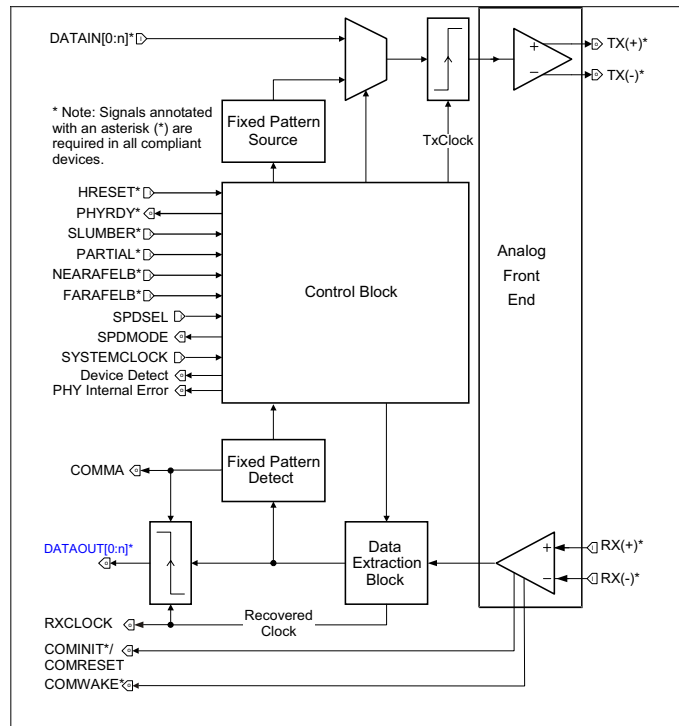 DATAIN[0:n]*
TX(+)*
TX(-)*
+
−
* Note: Signals annotated
with an asterisk (*) are
required in all compliant
devices.
Fixed Pattern
Source
TxClock
HRESET*
PHYRDY*
SLUMBER*
PARTIAL*
NEARAFELB*
FARAFELB*
SPDSEL
SPDMODE
SYSTEMCLOCK
Device Detect
PHY Internal Error
Control Block
Analog
Front
End
COMMA
Fixed Pattern
Detect
DATAOUT[0:n]*
Data
Extraction
Block
+
−
RX(+)*
RX(-)*
RXCLOCK
Recovered
Clock
COMINIT*/
COMRESET
COMWAKE*